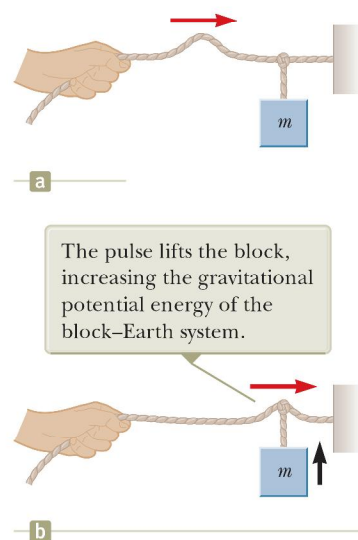 m
a
The pulse lifts the block,
increasing the gravitational
potential energy of the
block–Earth system.
m
b